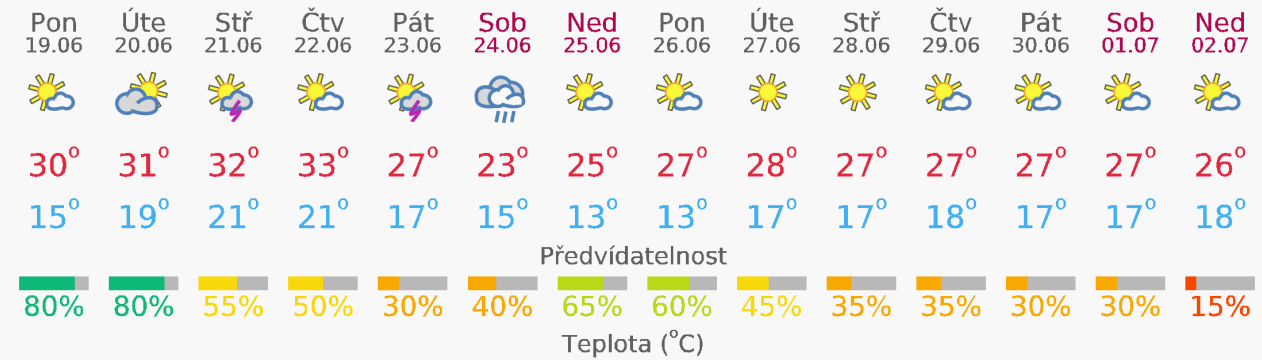 Pon Úte Stř Čtv Pát Sob Ned Pon Úte Stř Čtv Pát Sob Ned
19.06 20.06 21.06 22.06 23.06 24.06 25.06 26.06 27.06 28.06 29.06 30.06 01.07 02.07
30° 31° 32° 33° 27° 23° 25° 27° 28° 27° 27° 27° 27° 26°
15° 19° 21° 21° 17° 15° 13° 13° 17° 17° 18° 17° 17° 18°
Předvídatelnost
80% 80% 55% 50% 30% 40% 65% 60% 45% 35% 35% 30% 30% 15%
Teplota (°C)